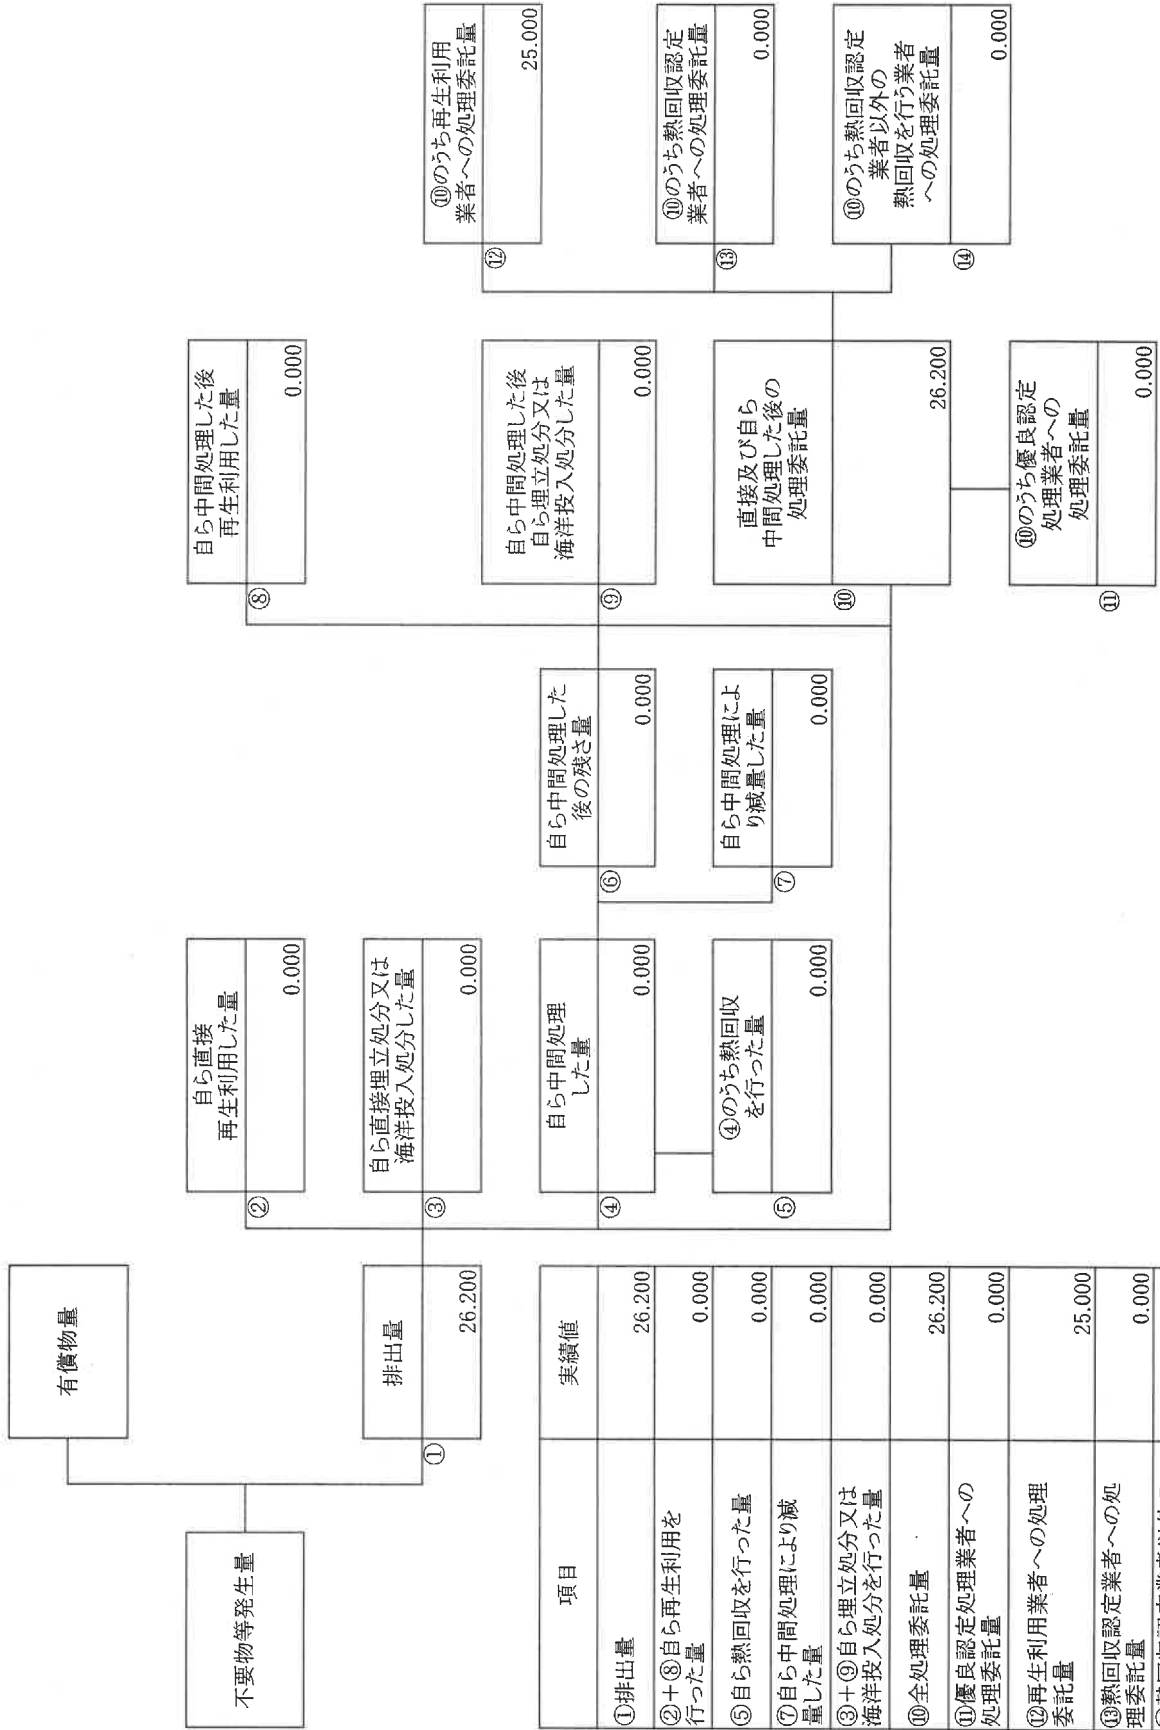 不要物等発生量
有償物量
排出量
①
26.200
自ら直接
再生利用した量
②
0.000
自ら直接埋立処分又は
海洋投入処分した量
③
0.000
自ら中間処理
した量
④
0.000
④のうち熱回収
を行った量
⑤
0.000
自ら中間処理した
後の残さ量
⑥
0.000
自ら中間処理によ
り減量した量
⑦
0.000
自ら中間処理した後
再生利用した量
⑧
0.000
自ら中間処理した後
自ら埋立処分又は
海洋投入処分した量
⑨
0.000
直接及び自ら
中間処理した後の
処理委託量
⑩
26.200
⑩のうち優良認定
処理業者への
処理委託量
⑪
0.000
⑩のうち再生利用
業者への処理委託量
⑫
25.000
⑩のうち熱回収認定
業者への処理委託量
⑬
0.000
⑩のうち熱回収認定
業者以外の
熱回収を行う業者
への処理委託量
⑭
0.000
項目 実績値
①排出量 26.200
②+⑧自ら再生利用を
行った量 0.000
⑤自ら熱回収を行った量 0.000
⑦自ら中間処理により減
量した量 0.000
③+⑨自ら埋立処分又は
海洋投入処分を行った量 0.000
⑩全処理委託量 26.200
⑪優良認定処理業者への
処理委託量 0.000
⑫再生利用業者への処理
委託量 25.000
⑬熱回収認定業者への処
理委託量 0.000